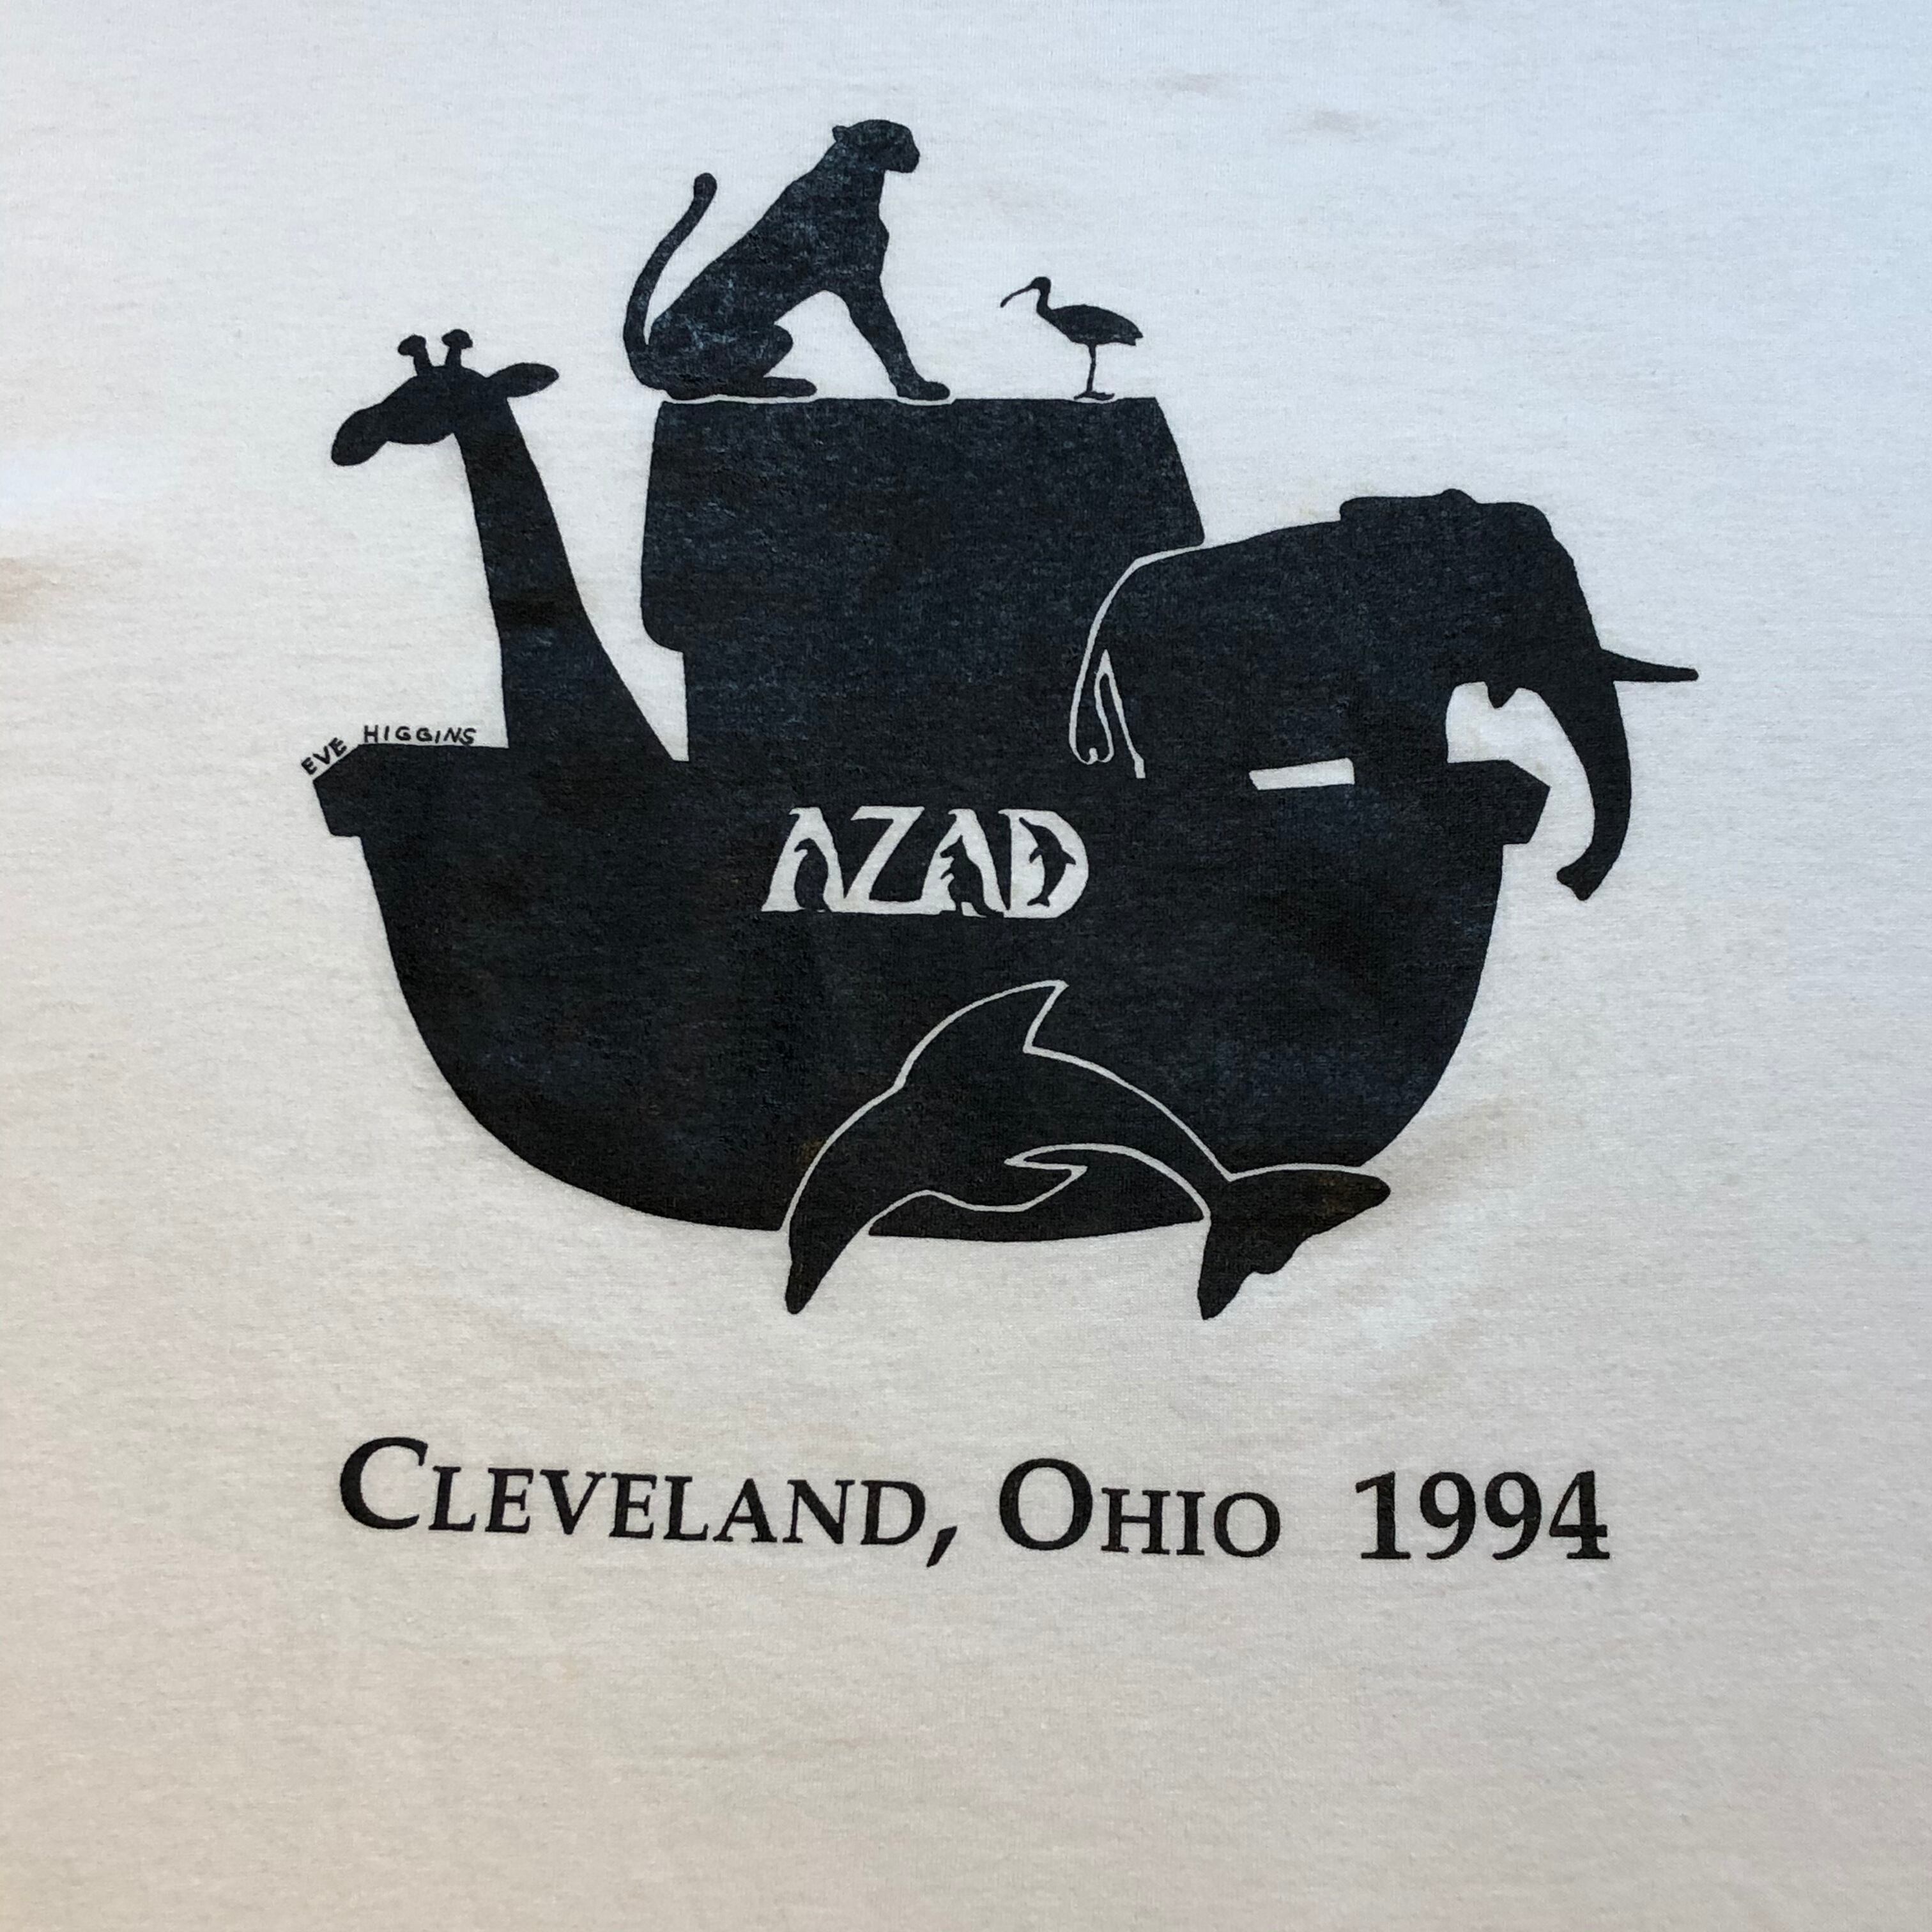 EVE HIGGINS
AZAD
CLEVELAND, OHIO 1994